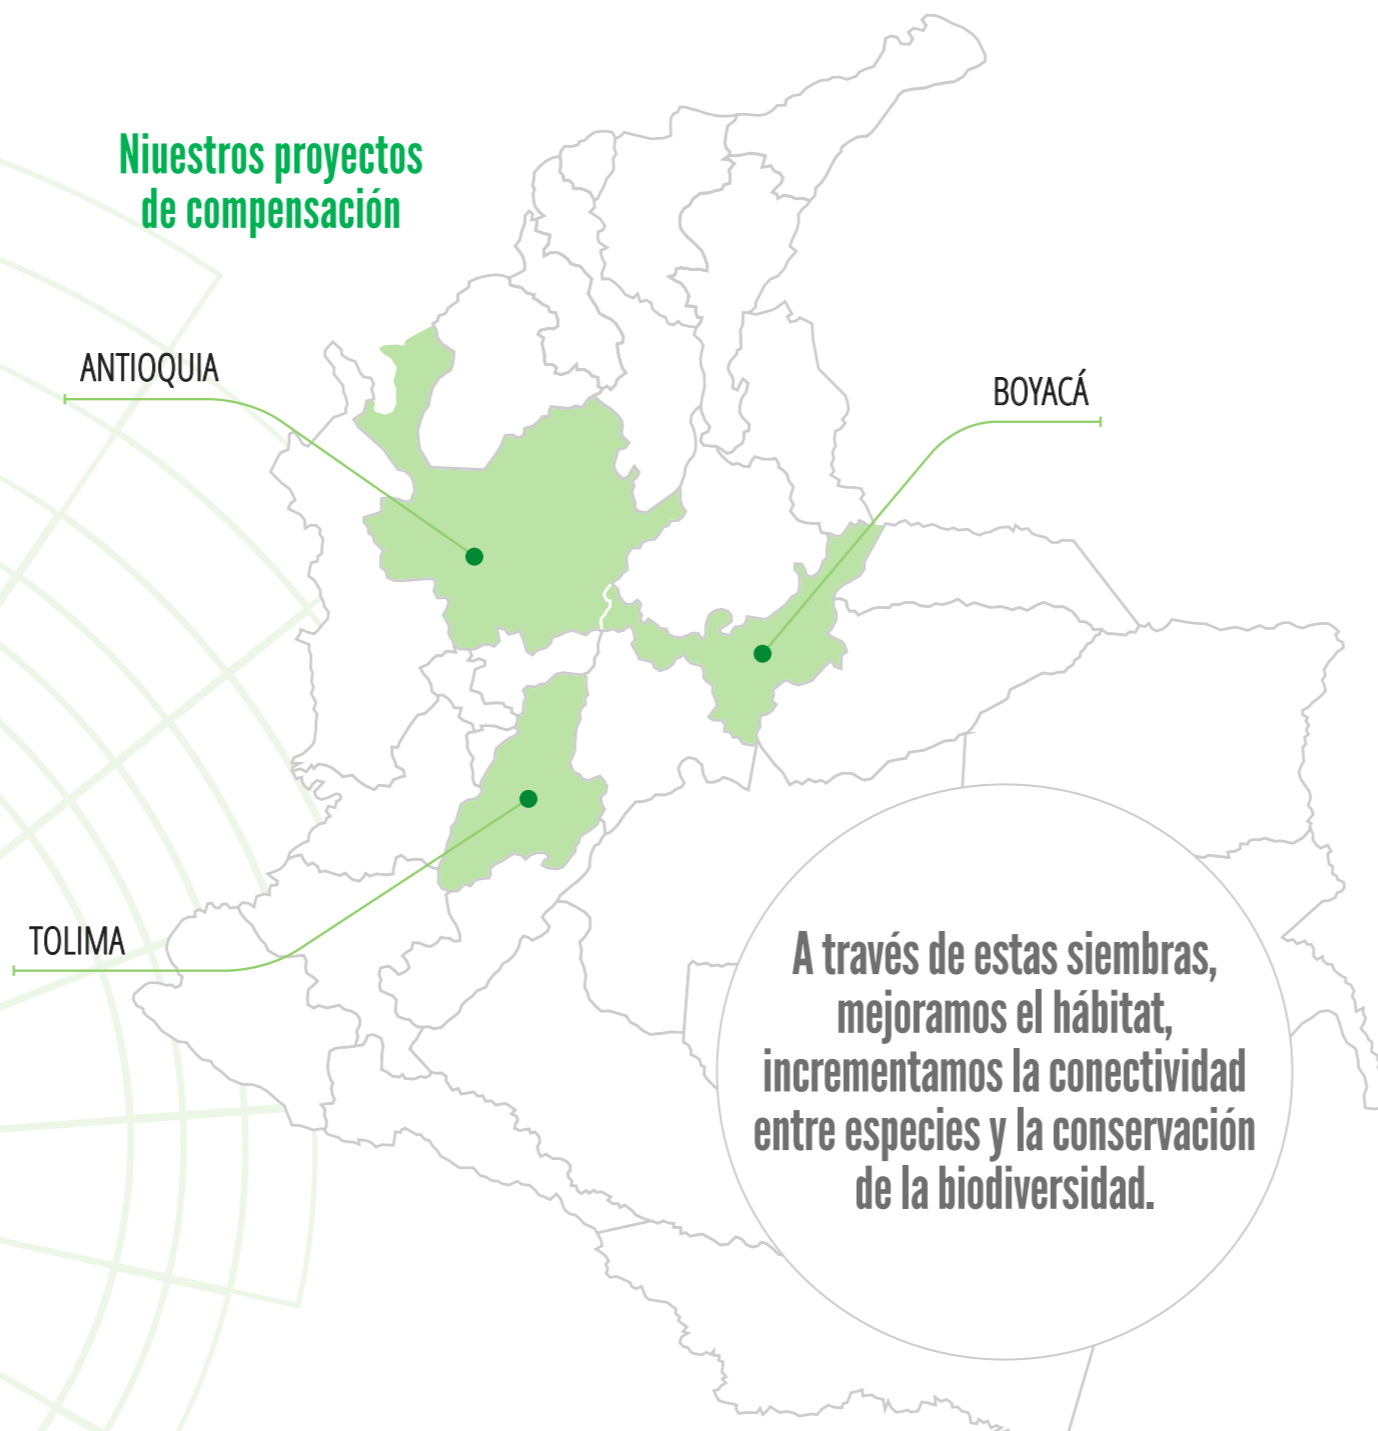 Niuestros proyectos
de compensación
ANTIOQUIA
BOYACÁ
TOLIMA
A través de estas siembras,
mejoramos el hábitat,
incrementamos la conectividad
entre especies y la conservación
de la biodiversidad.